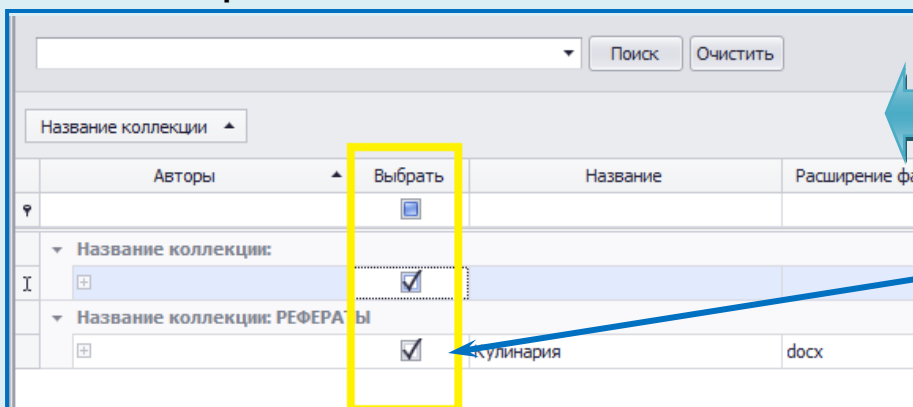 Поиск Очистить
Название коллекции
Авторы Выбрать Название Расширение фа
Название коллекции:
Название коллекции: РЕФЕРАТЫ
Кулинария docx